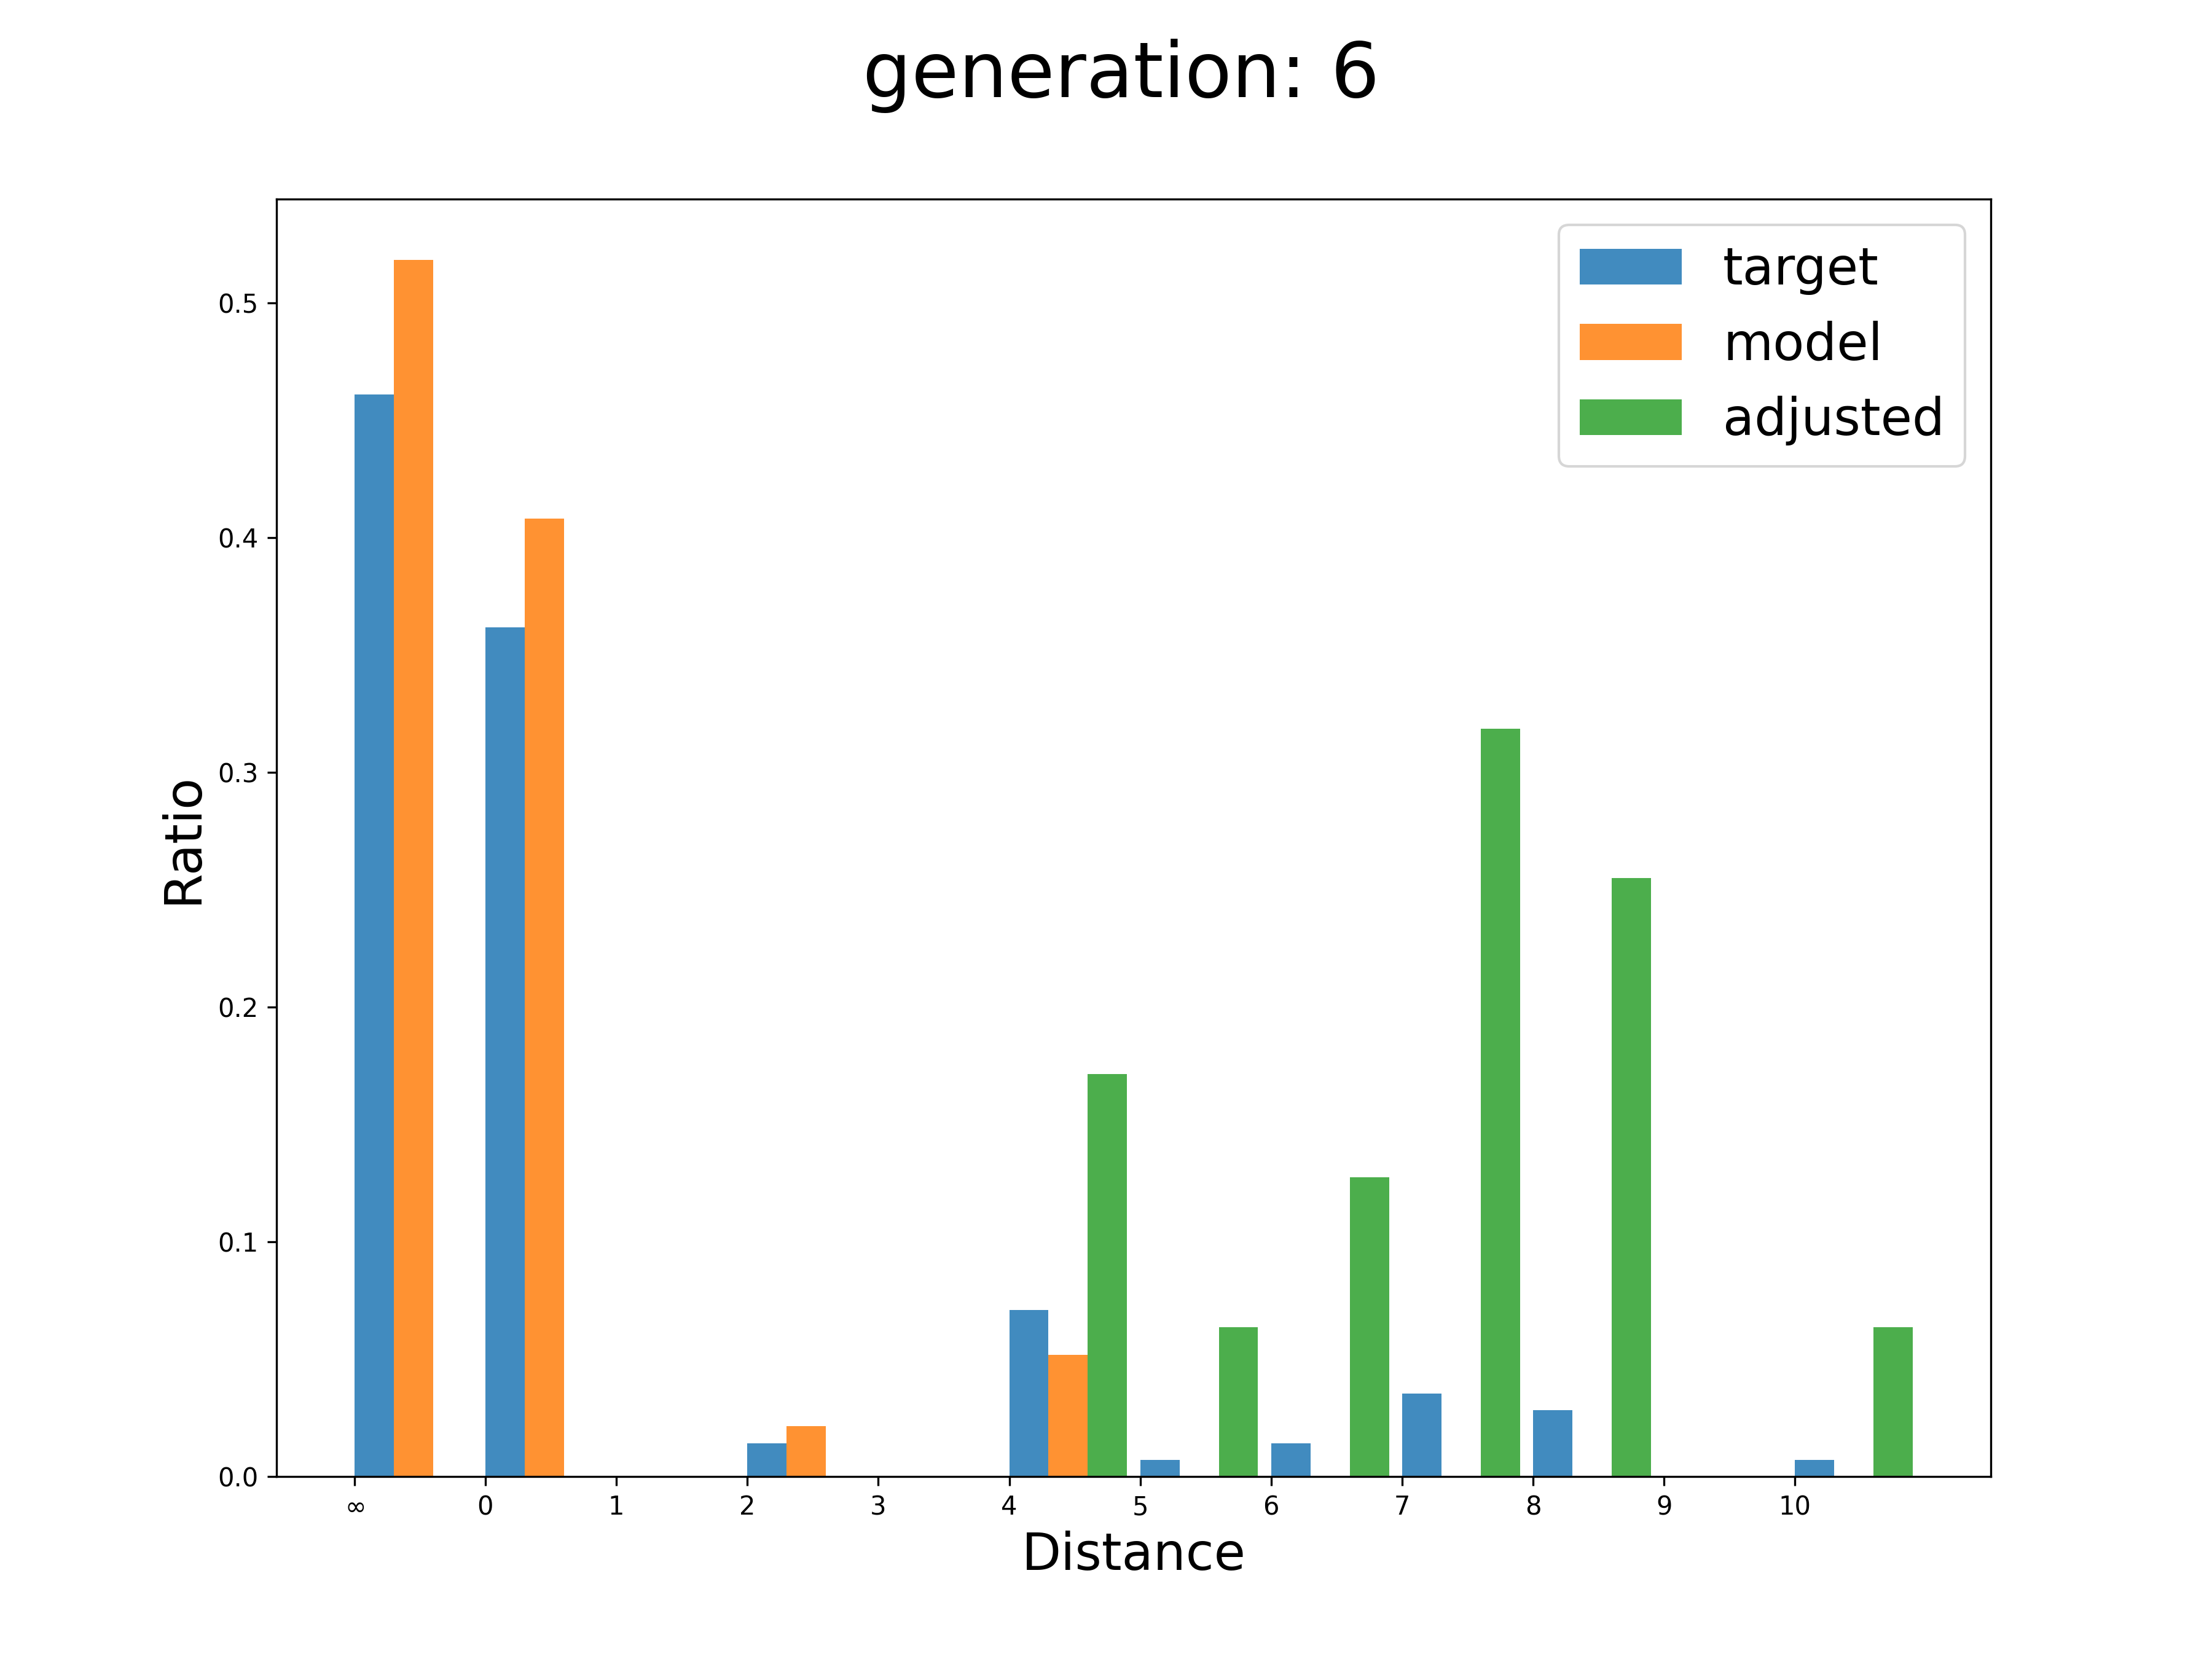 generation: 6
target
model
adjusted
0.5
0.4
0.3
0.2
0.1
0.0
Ratio
∞ 0 1 2 3 4 5 6 7 8 9 10
Distance